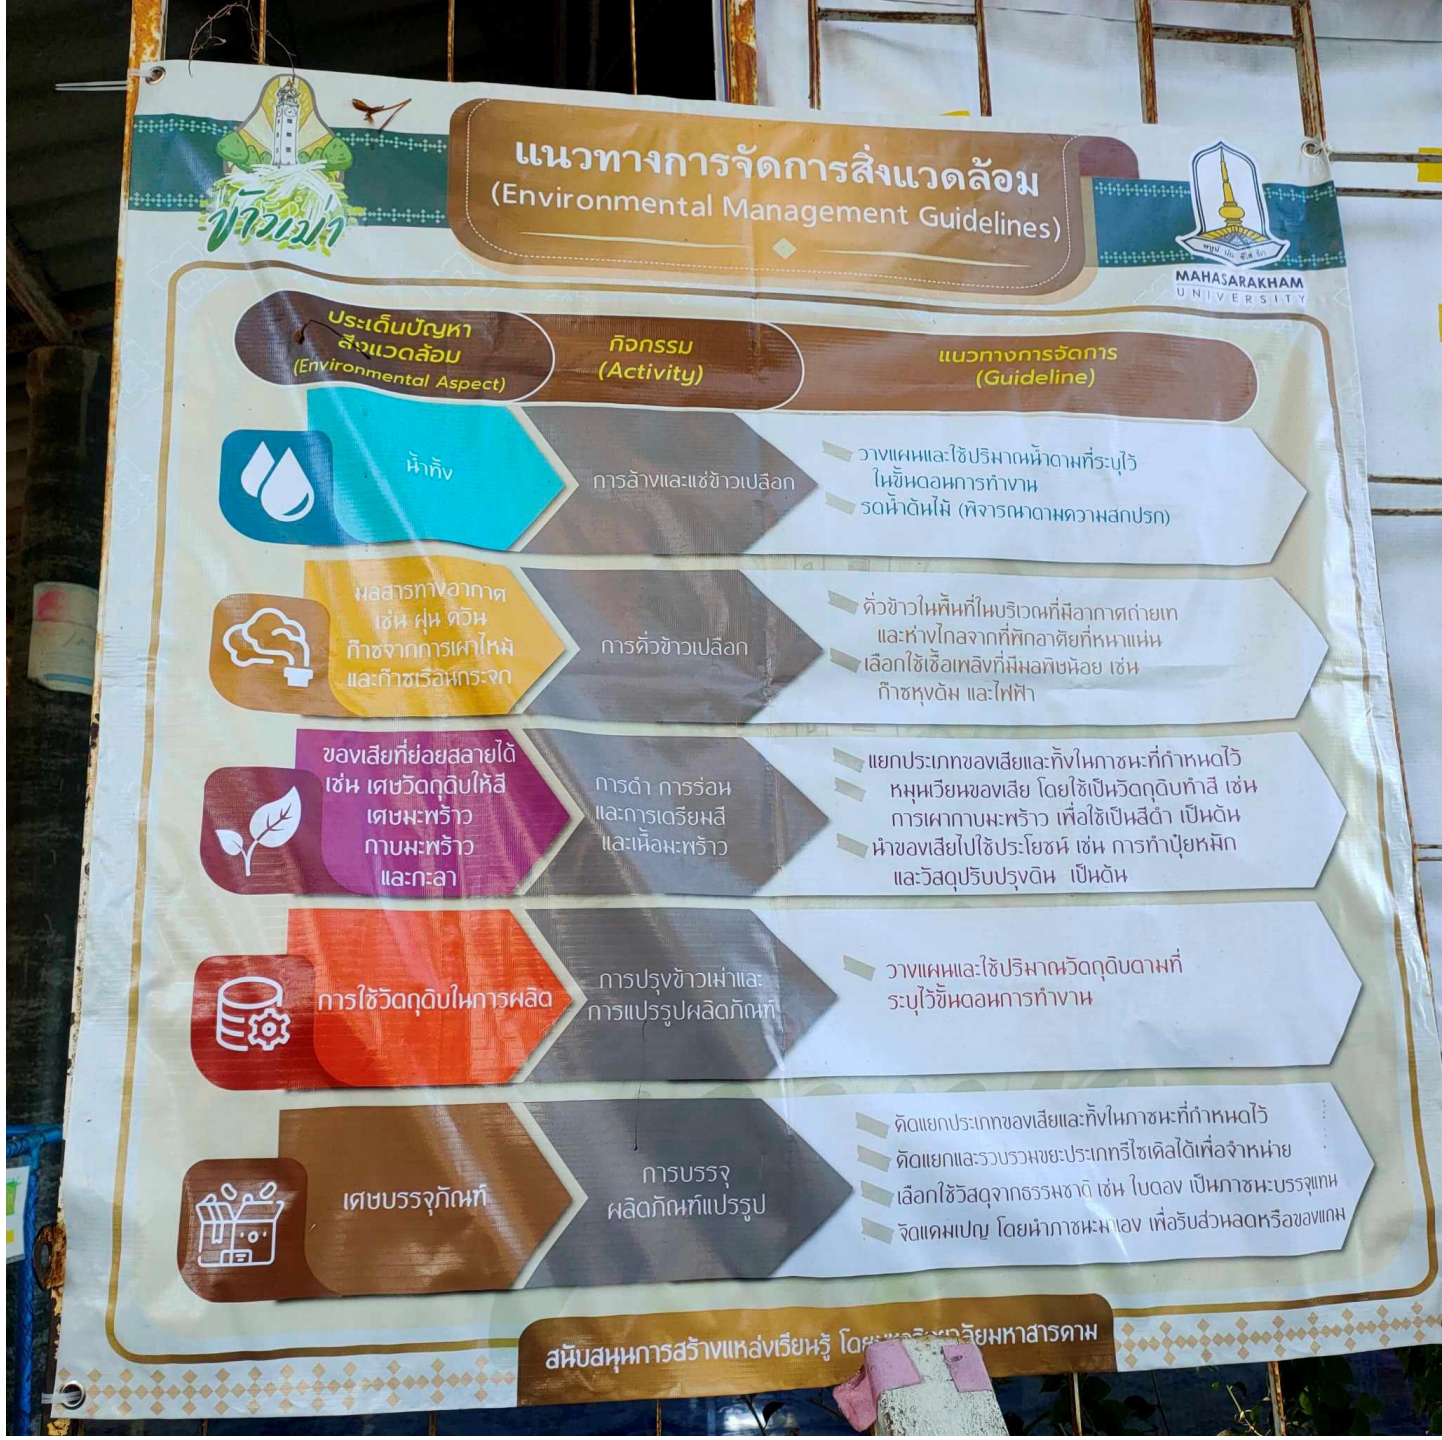 ข้าวเม่า
แนวทางการจัดการสิ่งแวดล้อม
(Environmental Management Guidelines)
MAHASARAKHAM
UNIVERSITY
ประเด็นปัญหา
สิ่งแวดล้อม
(Environmental Aspect)
กิจกรรม
(Activity)
แนวทางการจัดการ
(Guideline)
น้ำทิ้ง
การล้างและแช่ข้าวเปลือก
วางแผนและใช้ปริมาณน้ำตามที่ระบุไว้
ในขั้นตอนการทำงาน
รดน้ำต้นไม้ (พิจารณาตามความสกปรก)
มลสารทางอากาศ
เช่น ฝุ่น ควัน
ก๊าซจากการเผาไหม้
และก๊าซเรือนกระจก
การคั่วข้าวเปลือก
คั่วข้าวในพื้นที่ในบริเวณที่มีอากาศถ่ายเท
และห่างไกลจากที่พักอาศัยที่หนาแน่น
เลือกใช้เชื้อเพลิงที่มีมลพิษน้อย เช่น
ก๊าซหุงต้ม และไฟฟ้า
ของเสียที่ย่อยสลายได้
เช่น เศษวัตถุดิบให้สี
เศษมะพร้าว
กาบมะพร้าว
และกะลา
การตำ การร่อน
และการเตรียมสี
และเนื้อมะพร้าว
แยกประเภทของเสียและทิ้งในภาชนะที่กำหนดไว้
หมุนเวียนของเสีย โดยใช้เป็นวัตถุดิบทำสี เช่น
การเผากาบมะพร้าว เพื่อใช้เป็นสีดำ เป็นต้น
นำของเสียไปใช้ประโยชน์ เช่น การทำปุ๋ยหมัก
และวัสดุปรับปรุงดิน เป็นต้น
การใช้วัตถุดิบในการผลิต
การปรุงข้าวเม่าและ
การแปรรูปผลิตภัณฑ์
วางแผนและใช้ปริมาณวัตถุดิบตามที่
ระบุไว้ขั้นตอนการทำงาน
เศษบรรจุภัณฑ์
การบรรจุ
ผลิตภัณฑ์แปรรูป
คัดแยกประเภทของเสียและทิ้งในภาชนะที่กำหนดไว้
คัดแยกและรวบรวมขยะประเภทรีไซเคิลได้เพื่อจำหน่าย
เลือกใช้วัสดุจากธรรมชาติ เช่น ใบตอง เป็นภาชนะบรรจุแทน
จัดแคมเปญ โดยนำภาชนะมาเอง เพื่อรับส่วนลดหรือของแถม
สนับสนุนการสร้างแหล่งเรียนรู้ โดยมหาวิทยาลัยมหาสารคาม